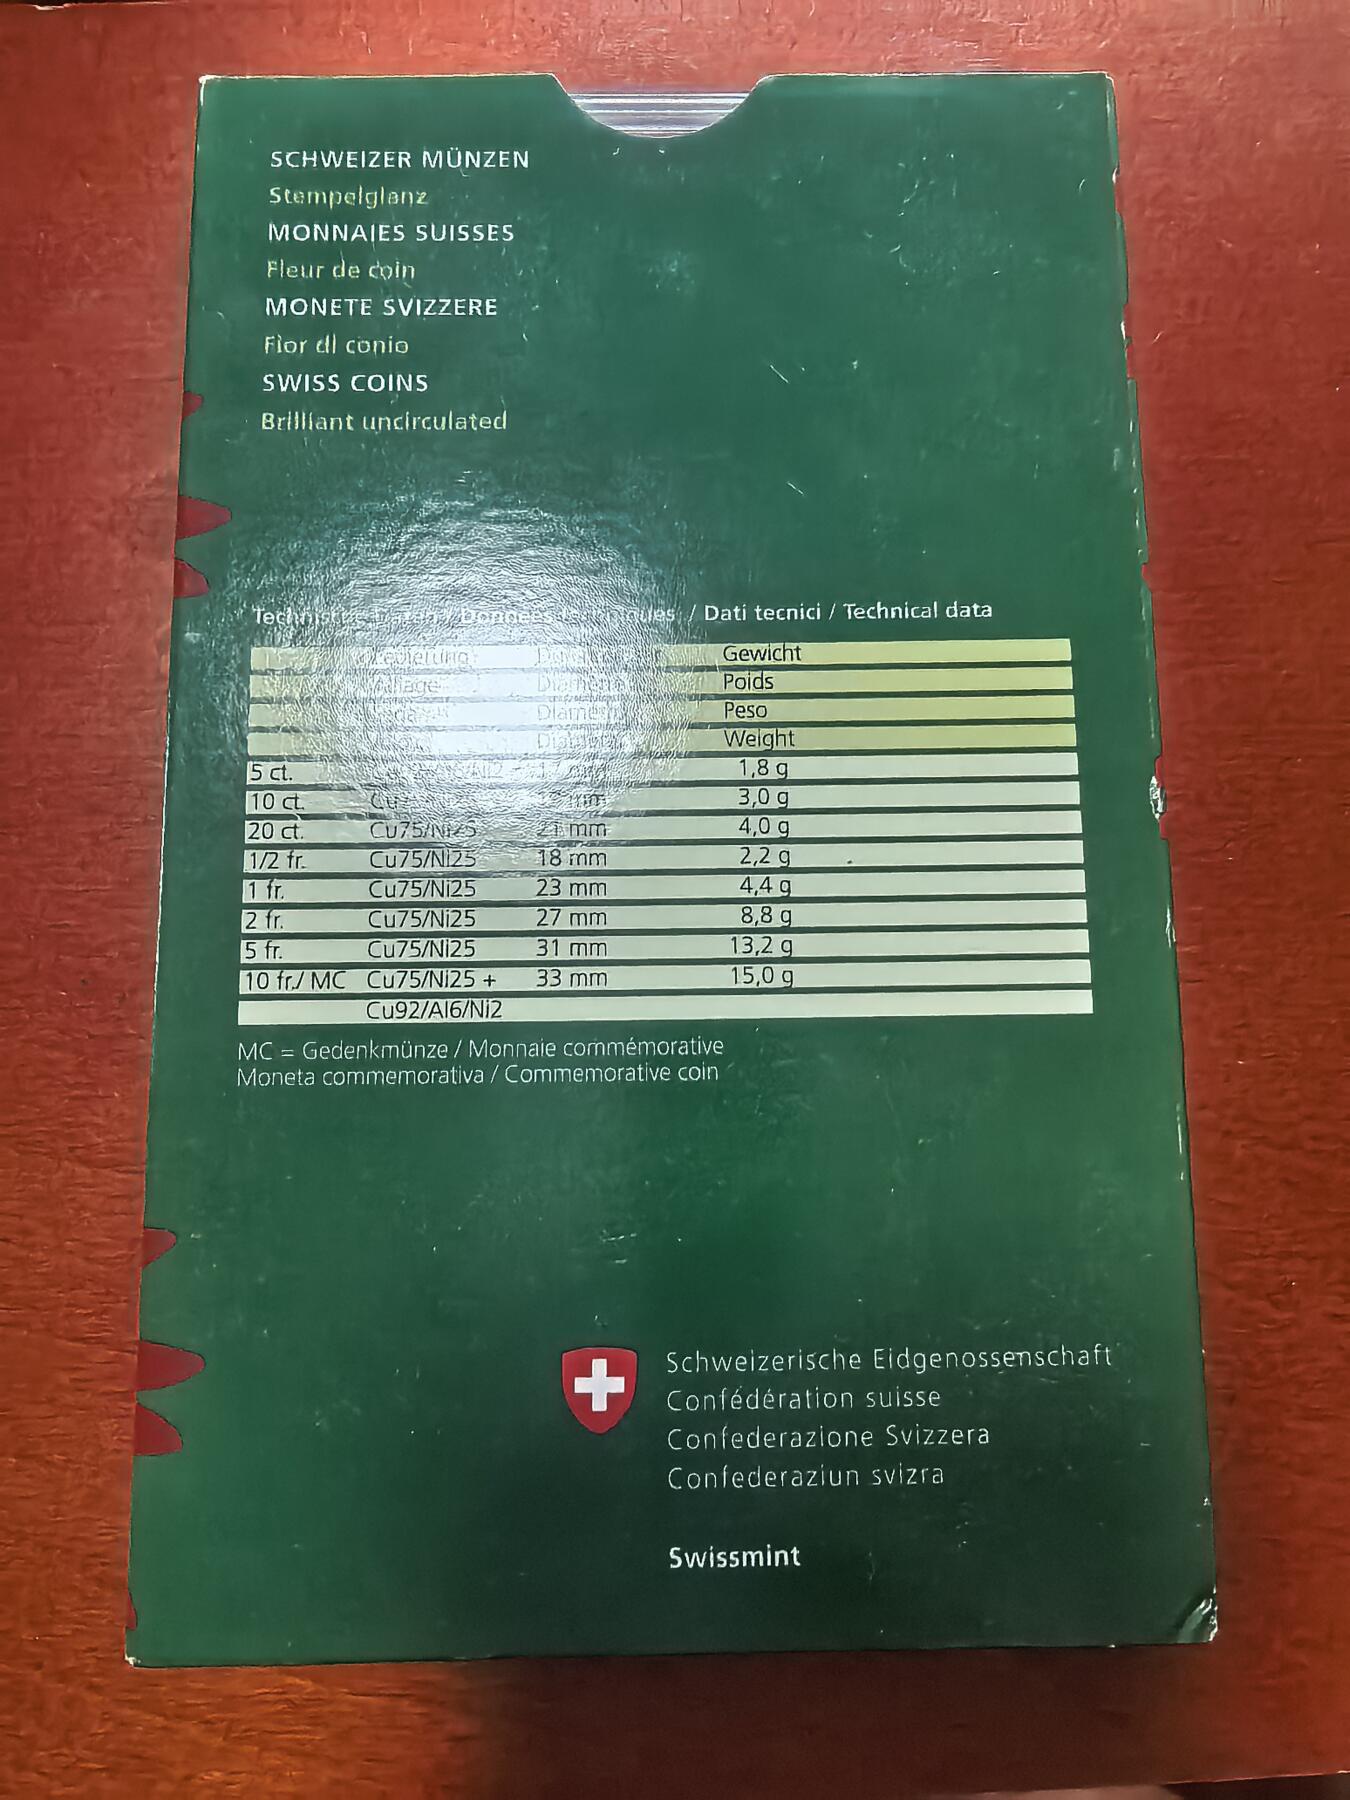 SCHWEIZER MÜNZEN
Stempelglanz
MONNAIES SUISSES
Fleur de coin
MONETE SVIZZERE
Fior di conio
SWISS COINS
Brilliant uncirculated
/ Dati tecnici / Technical data
Legierung Gewicht
Alliage Diamètre Poids
Diametro Peso
Weight
5 ct. 1,8 g
10 ct. 3,0 g
20 ct. Cu75/Ni25 21 mm 4,0 g
1/2 fr. Cu75/Ni25 18 mm 2,2 g
1 fr. Cu75/Ni25 23 mm 4,4 g
2 fr. Cu75/Ni25 27 mm 8,8 g
5 fr. Cu75/Ni25 31 mm 13,2 g
10 fr./ MC Cu75/Ni25 + 33 mm 15,0 g
Cu92/Al6/Ni2
MC = Gedenkmünze / Monnaie commémorative
Moneta commemorativa / Commemorative coin
Schweizerische Eidgenossenschaft
Confédération suisse
Confederazione Svizzera
Confederaziun svizra
Swissmint